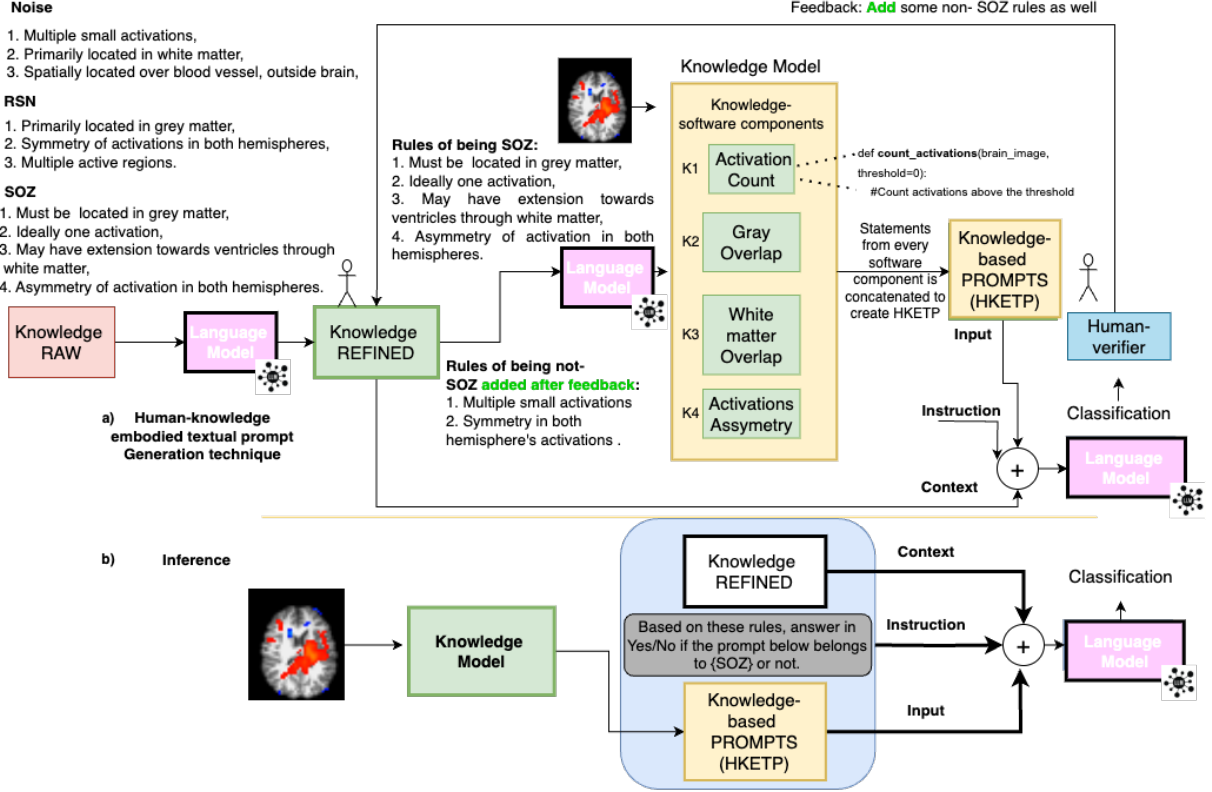 Noise
1. Multiple small activations,
2. Primarily located in white matter,
3. Spatially located over blood vessel, outside brain,
RSN
1. Primarily located in grey matter,
2. Symmetry of activations in both hemispheres,
3. Multiple active regions.
SOZ
1. Must be located in grey matter,
2. Ideally one activation,
3. May have extension towards ventricles through
white matter,
4. Asymmetry of activation in both hemispheres.
Knowledge
RAW
Language
Model
LLM
Knowledge
REFINED
a) Human-knowledge
embodied textual prompt
Generation technique
Feedback: Add some non- SOZ rules as well
Rules of being SOZ:
1. Must be located in grey matter,
2. Ideally one activation,
3. May have extension towards
ventricles through white matter,
4. Asymmetry of activation in both
hemispheres.
Language
Model
LLM
Rules of being not-
SOZ added after feedback:
1. Multiple small activations
2. Symmetry in both
hemisphere's activations .
Knowledge Model
Knowledge-
software components
K1
Activation
Count
K2
Gray
Overlap
K3
White
matter
Overlap
K4
Activations
Assymetry
def count_activations(brain_image,
threshold=0):
#Count activations above the threshold
Statements
from every
software
component is
concatenated to
create HKETP
Knowledge-
based
PROMPTS
(HKETP)
Input
Human-
verifier
Classification
Instruction
Context
+
Language
Model
LLM
b) Inference
Knowledge
Model
Knowledge
REFINED
Based on these rules, answer in
Yes/No if the prompt below belongs
to {SOZ} or not.
Knowledge-
based
PROMPTS
(HKETP)
Context
Instruction
Input
+
Classification
Language
Model
LLM